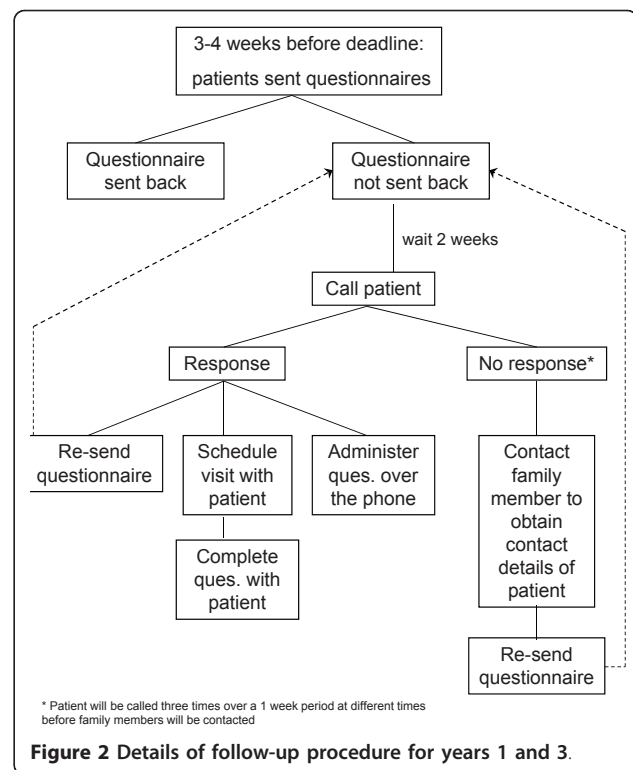 3-4 weeks before deadline:
patients sent questionnaires
Questionnaire
sent back
Questionnaire
not sent back
wait 2 weeks
Call patient
Response
No response*
Re-send
questionnaire
Schedule
visit with
patient
Administer
ques. over
the phone
Contact
family
member to
obtain
contact
details of
patient
Complete
ques. with
patient
Re-send
questionnaire
* Patient will be called three times over a 1 week period at different times
before family members will be contacted
Figure 2 Details of follow-up procedure for years 1 and 3.